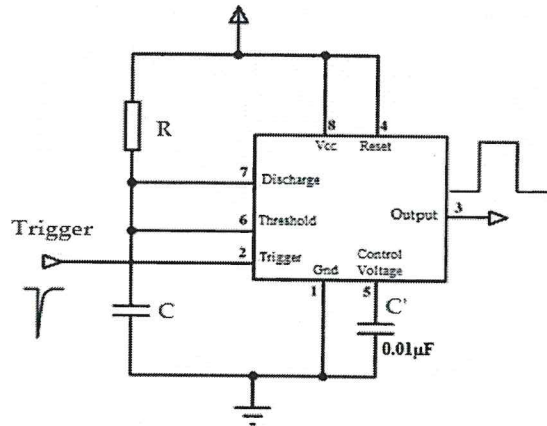 R
8
4
Vcc
Reset
7
Discharge
6
Threshold
Output
3
Trigger
2
Trigger
Gnd
Control
Voltage
1
5
C
C'
0.01µF